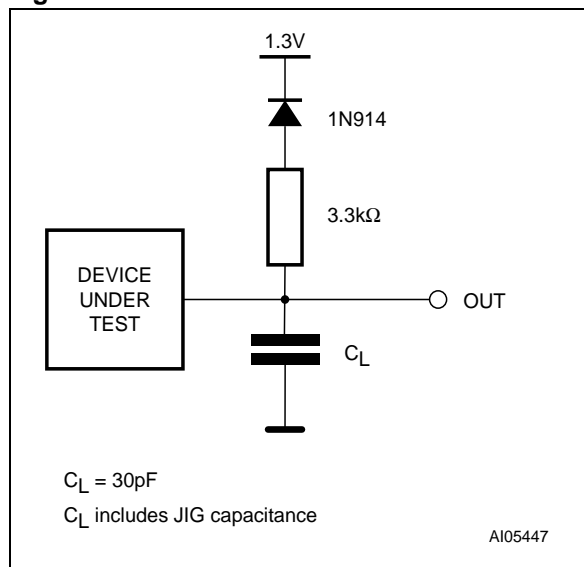 1.3V
1N914
3.3kΩ
DEVICE
UNDER
TEST
OUT
CL
CL = 30pF
CL includes JIG capacitance
AI05447